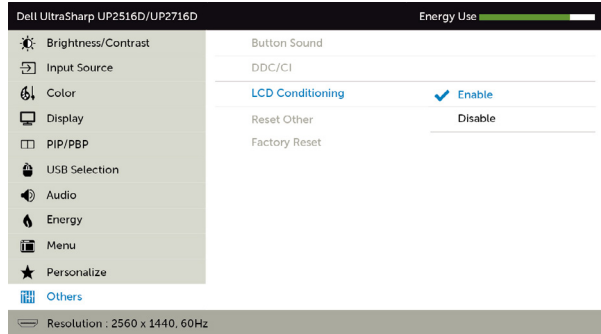 Dell UltraSharp UP2516D/UP2716D
Energy Use
Brightness/Contrast
Input Source
Color
Display
PIP/PBP
USB Selection
Audio
Energy
Menu
Personalize
Others
Button Sound
DDC/CI
LCD Conditioning
Reset Other
Factory Reset
Enable
Disable
Resolution : 2560 x 1440, 60Hz